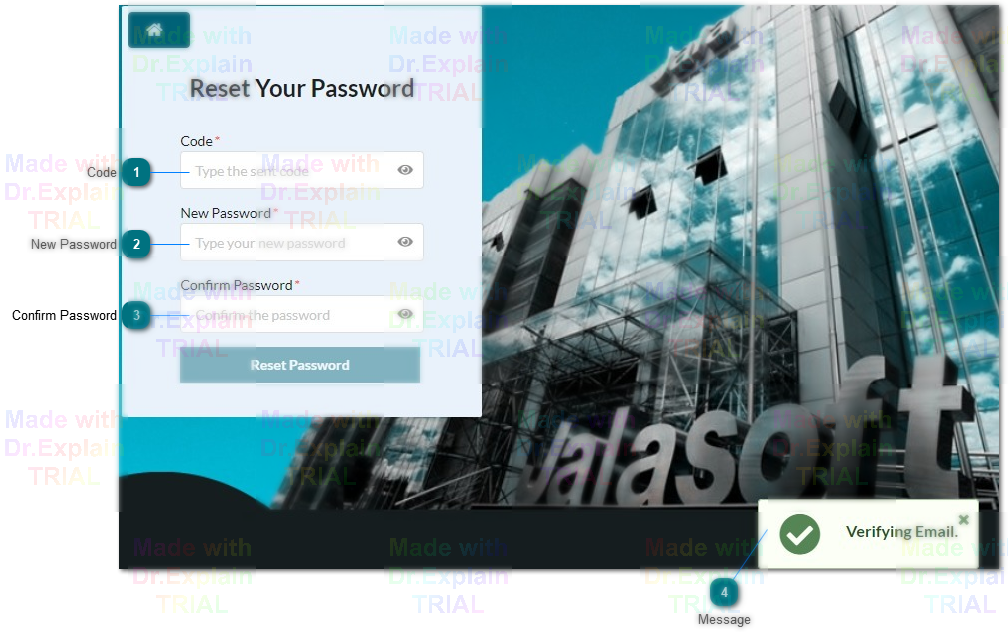 Reset Your Password
Code*
Type the sent code
Code 1
New Password*
Type your new password
New Password 2
Confirm Password*
Confirm the password
Confirm Password 3
Reset Password
Jalasoft
Verifying Email.
4
Message
Made with
Dr.Explain
TRIAL